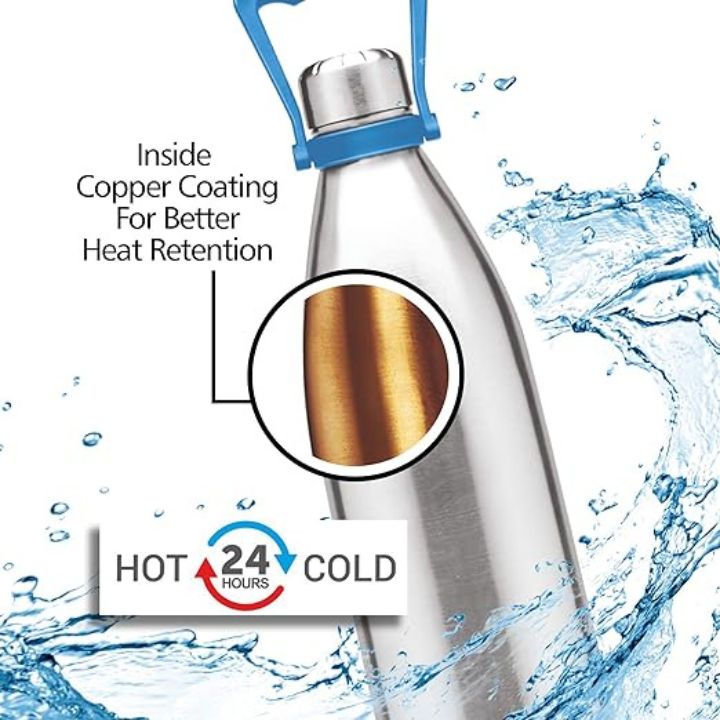 Inside
Copper Coating
For Better
Heat Retention
HOT 24 HOURS COLD